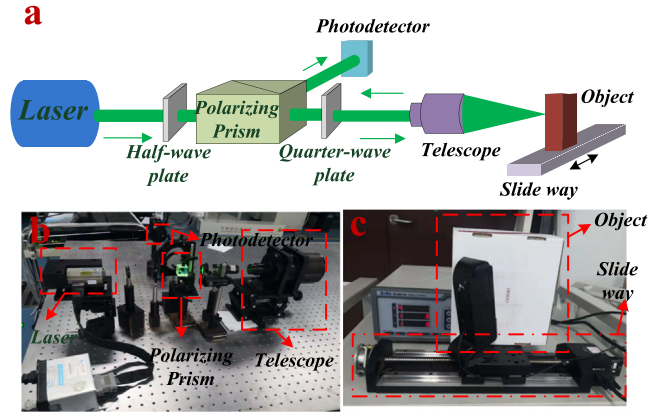 a
Photodetector
Laser
Polarizing
Prism
Object
Half-wave
plate
Quarter-wave
plate
Telescope
Slide way
b
Photodetector
Laser
Polarizing
Prism
Telescope
c
Object
Slide
way